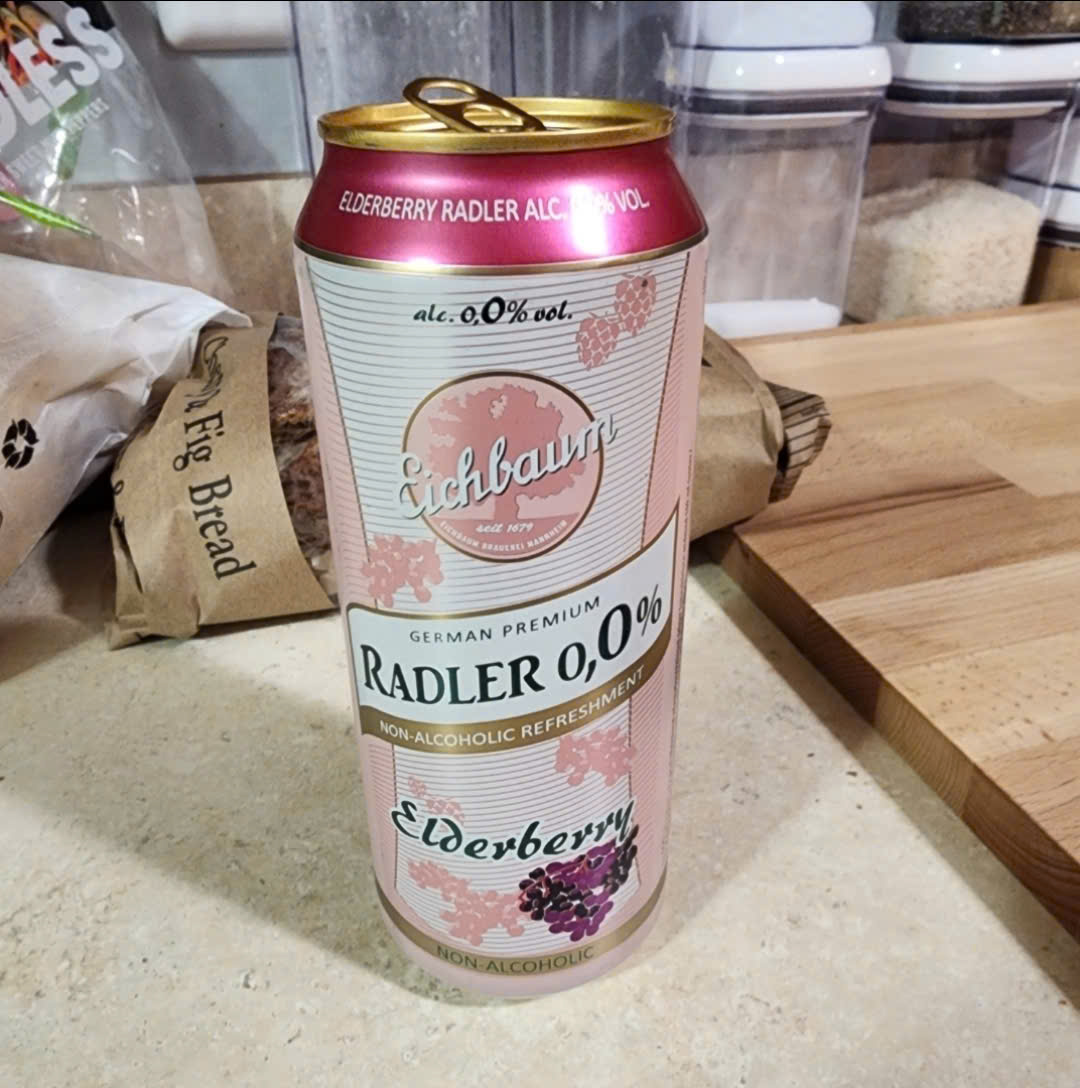 LESS
ELDERBERRY RADLER ALC. % VOL.
alc. 0,0% vol.
Eichbaum
seit 1679
EICHBAUM BRAUEREI MANNHEIM
Fig Bread
GERMAN PREMIUM
RADLER 0,0%
NON-ALCOHOLIC REFRESHMENT
Elderberry
NON-ALCOHOLIC